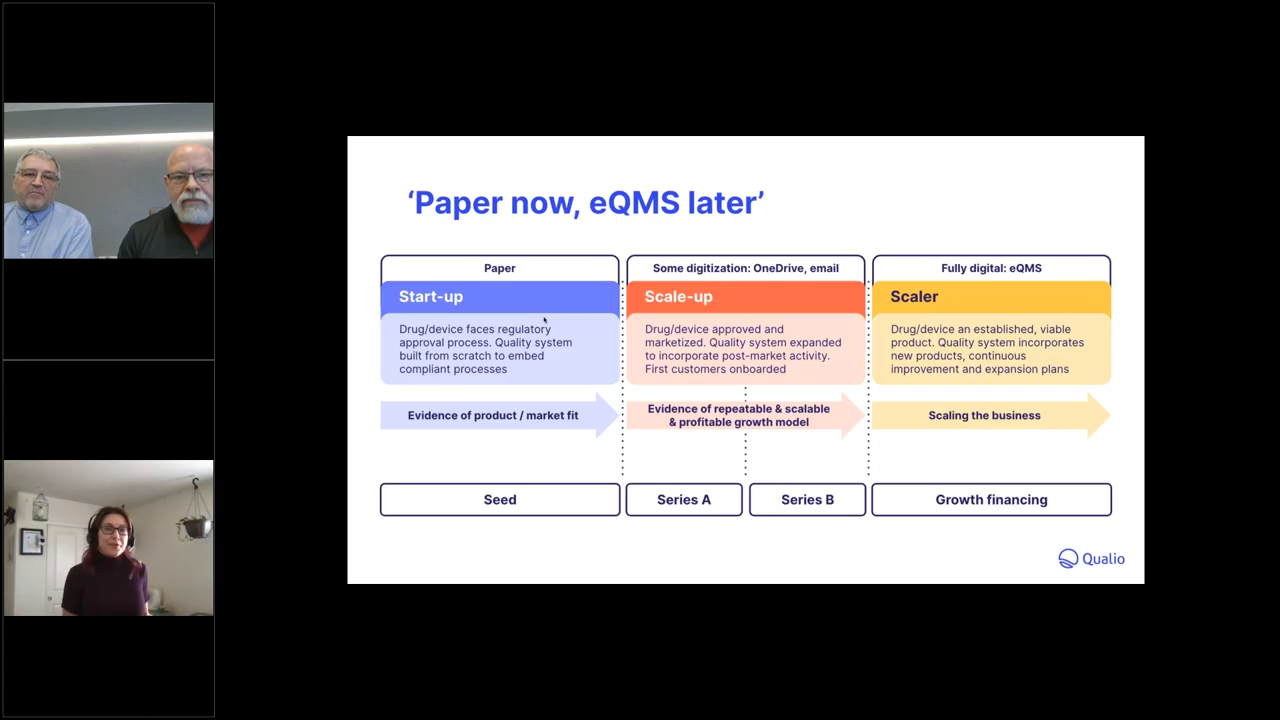 ‘Paper now, eQMS later’
Paper
Start-up
Drug/device faces regulatory
approval process. Quality system
built from scratch to embed
compliant processes
Evidence of product / market fit
Seed
Some digitization: OneDrive, email
Scale-up
Drug/device approved and
marketized. Quality system expanded
to incorporate post-market activity.
First customers onboarded
Evidence of repeatable & scalable
& profitable growth model
Series A
Series B
Fully digital: eQMS
Scaler
Drug/device an established, viable
product. Quality system incorporates
new products, continuous
improvement and expansion plans
Scaling the business
Growth financing
Qualio